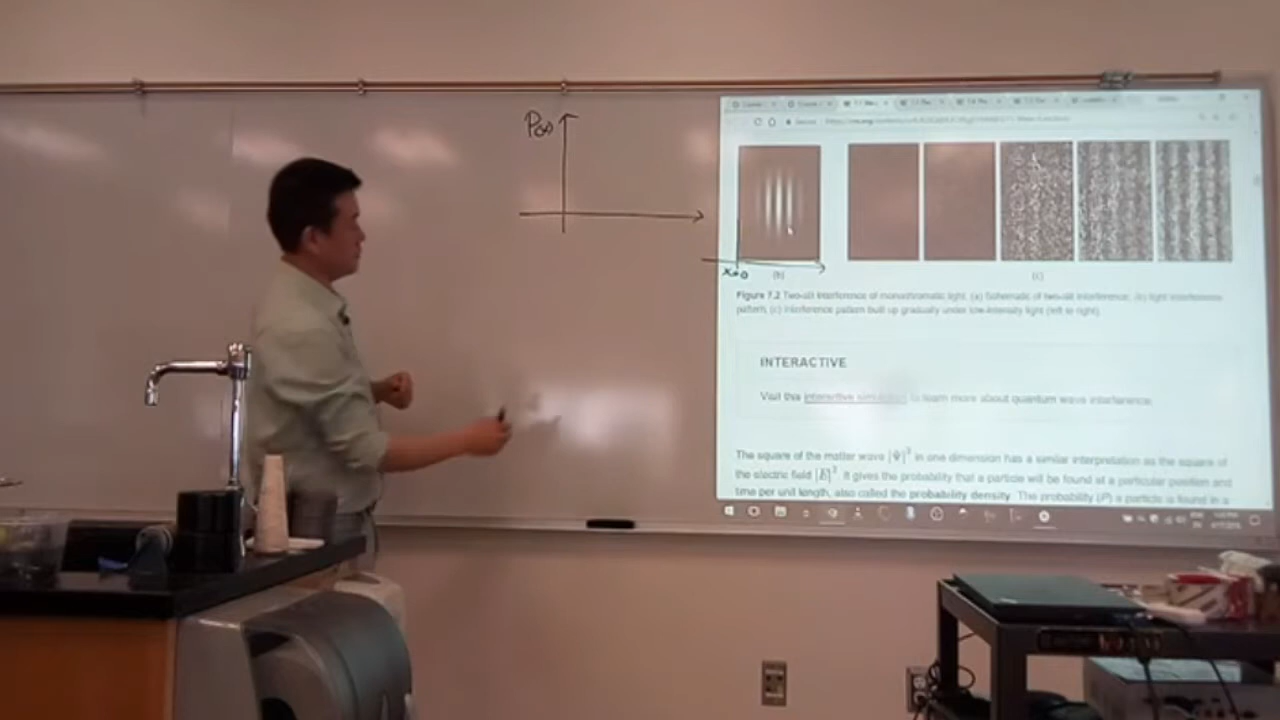 P(x)
x=0
(b)
(c)
Figure 7.2 Two-slit interference of monochromatic light. (a) Schematic of two-slit interference; (b) light interference
pattern; (c) interference pattern built up gradually under low-intensity light (left to right).
INTERACTIVE
Visit this interactive simulation to learn more about quantum wave interference.
The square of the matter wave |Ψ|² in one dimension has a similar interpretation as the square of
the electric field |E|². It gives the probability that a particle will be found at a particular position and
time per unit length, also called the probability density. The probability (P) a particle is found in a